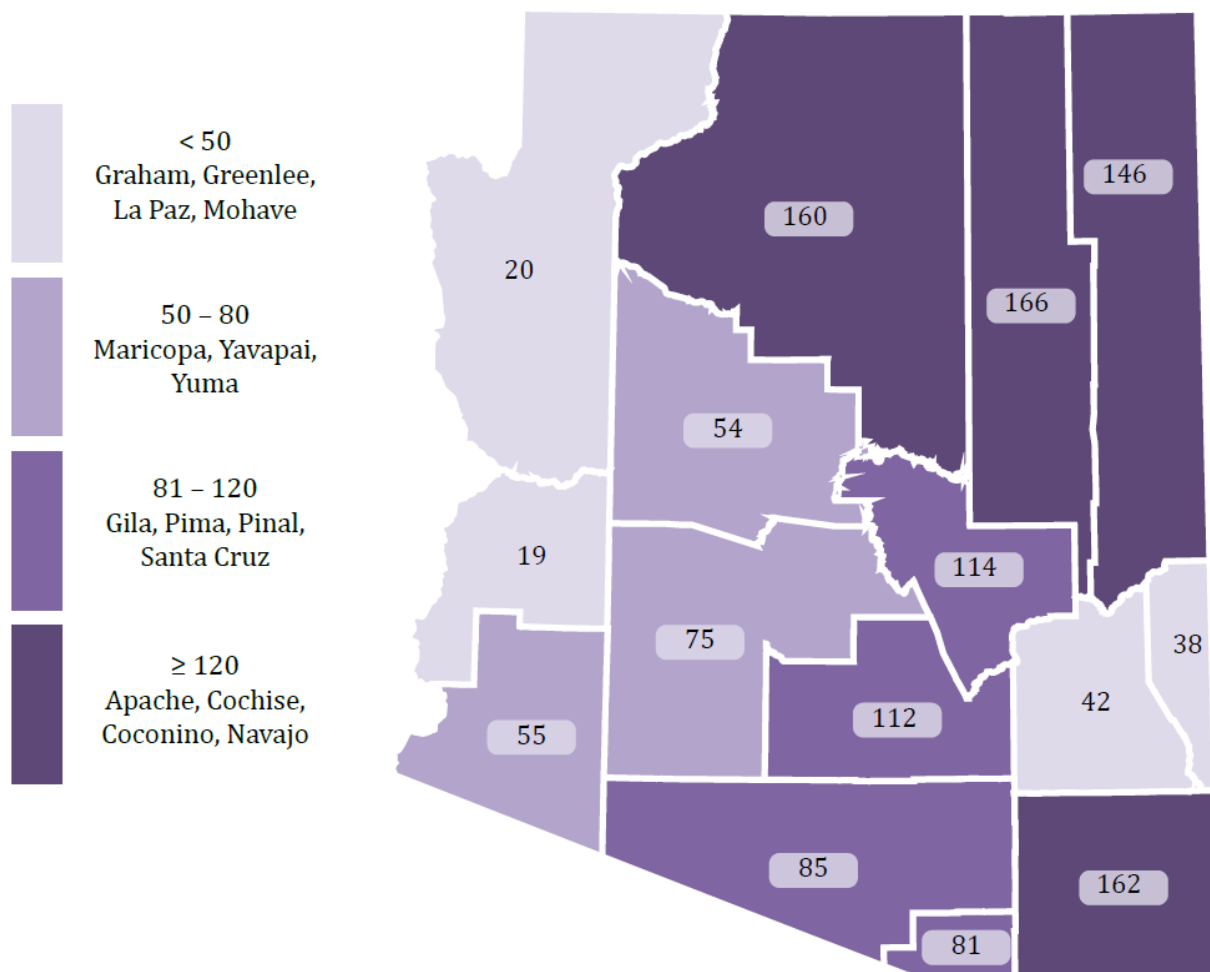 < 50
Graham, Greenlee,
La Paz, Mohave
50 – 80
Maricopa, Yavapai,
Yuma
81 – 120
Gila, Pima, Pinal,
Santa Cruz
≥ 120
Apache, Cochise,
Coconino, Navajo
146
160
20
166
54
19
114
75
38
42
112
55
85
162
81